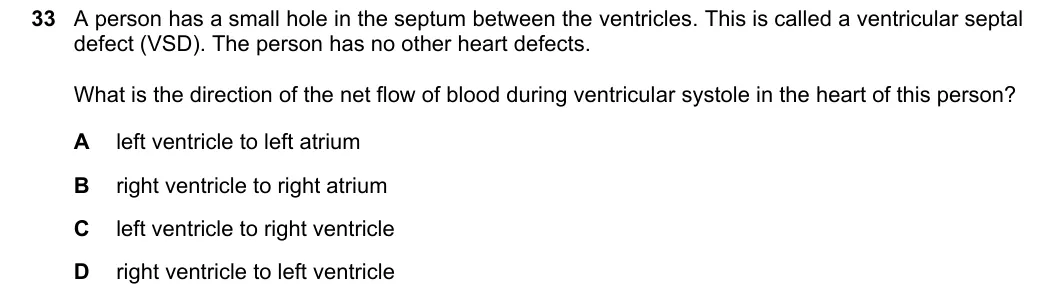 33 A person has a small hole in the septum between the ventricles. This is called a ventricular septal
defect (VSD). The person has no other heart defects.
What is the direction of the net flow of blood during ventricular systole in the heart of this person?
A left ventricle to left atrium
B right ventricle to right atrium
C left ventricle to right ventricle
D right ventricle to left ventricle